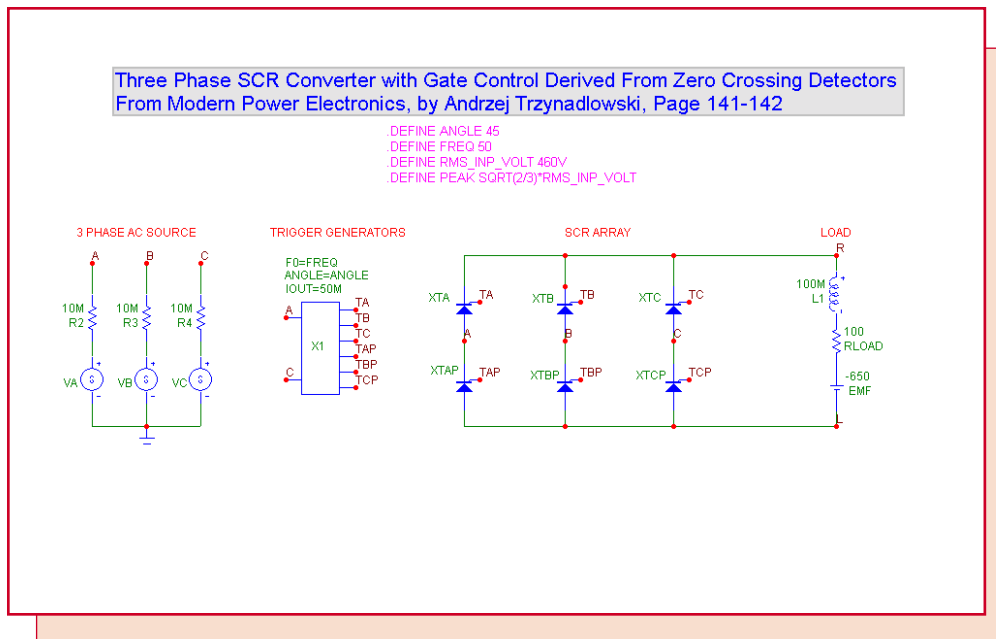 Three Phase SCR Converter with Gate Control Derived From Zero Crossing Detectors
From Modern Power Electronics, by Andrzej Trzynadlowski, Page 141-142
.DEFINE ANGLE 45
.DEFINE FREQ 50
.DEFINE RMS_INP_VOLT 460V
.DEFINE PEAK SQRT(2/3)*RMS_INP_VOLT
3 PHASE AC SOURCE
A
B
C
10M
R2
10M
R3
10M
R4
VA
S
+
-
VB
S
+
-
VC
S
+
-
TRIGGER GENERATORS
F0=FREQ
ANGLE=ANGLE
IOUT=50M
A
C
X1
TA
TB
TC
TAP
TBP
TCP
SCR ARRAY
XTA
TA
XTB
TB
XTC
TC
A
B
C
XTAP
TAP
XTBP
TBP
XTCP
TCP
LOAD
R
100M
L1
+
-
100
RLOAD
-650
EMF
L